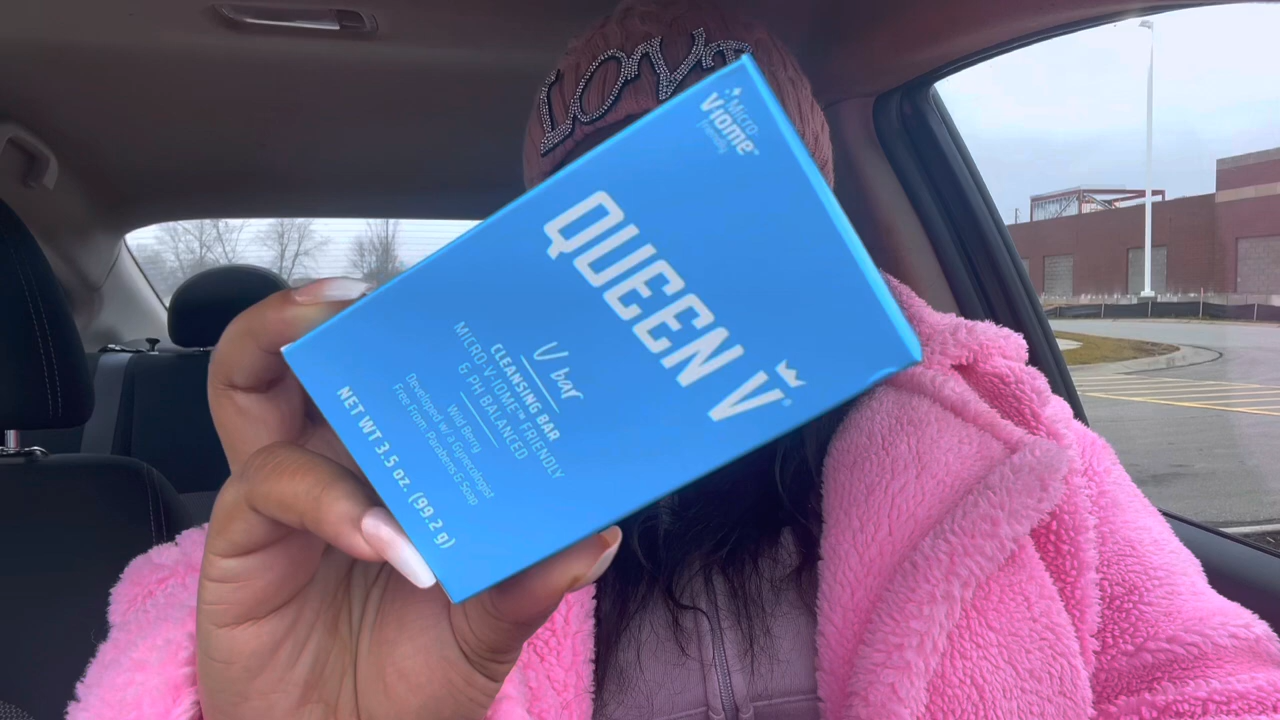 LOVE
Micro-
Viome™
friendly
QUEEN V®
V bar
CLEANSING BAR
MICRO-V-IOME™ FRIENDLY
& PH BALANCED
Wild Berry
Developed w/a Gynecologist
Free From: Parabens & Soap
NET WT 3.5 oz. (99.2 g)